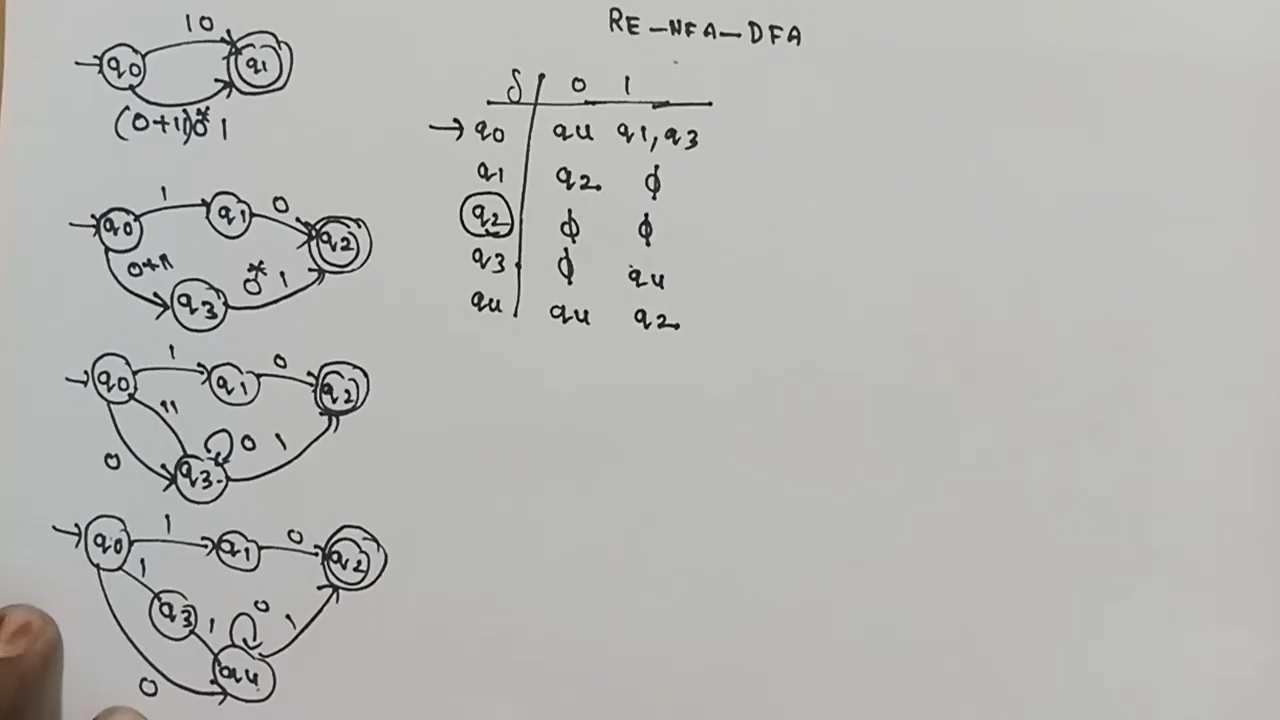 RE-NFA-DFA
10
q0 q1
(0+11)0* 1
1
q0 q1 0 q2
0+11 q3 0* 1
1 0
q0 q1 q2
11
0 q3 0 1
1 0
q0 q1 q2
1
q3 1 0 1
0 q4
δ 0 1
→ q0 q4 q1, q3
q1 q2 ϕ
q2 ϕ ϕ
q3 ϕ q4
q4 q4 q2